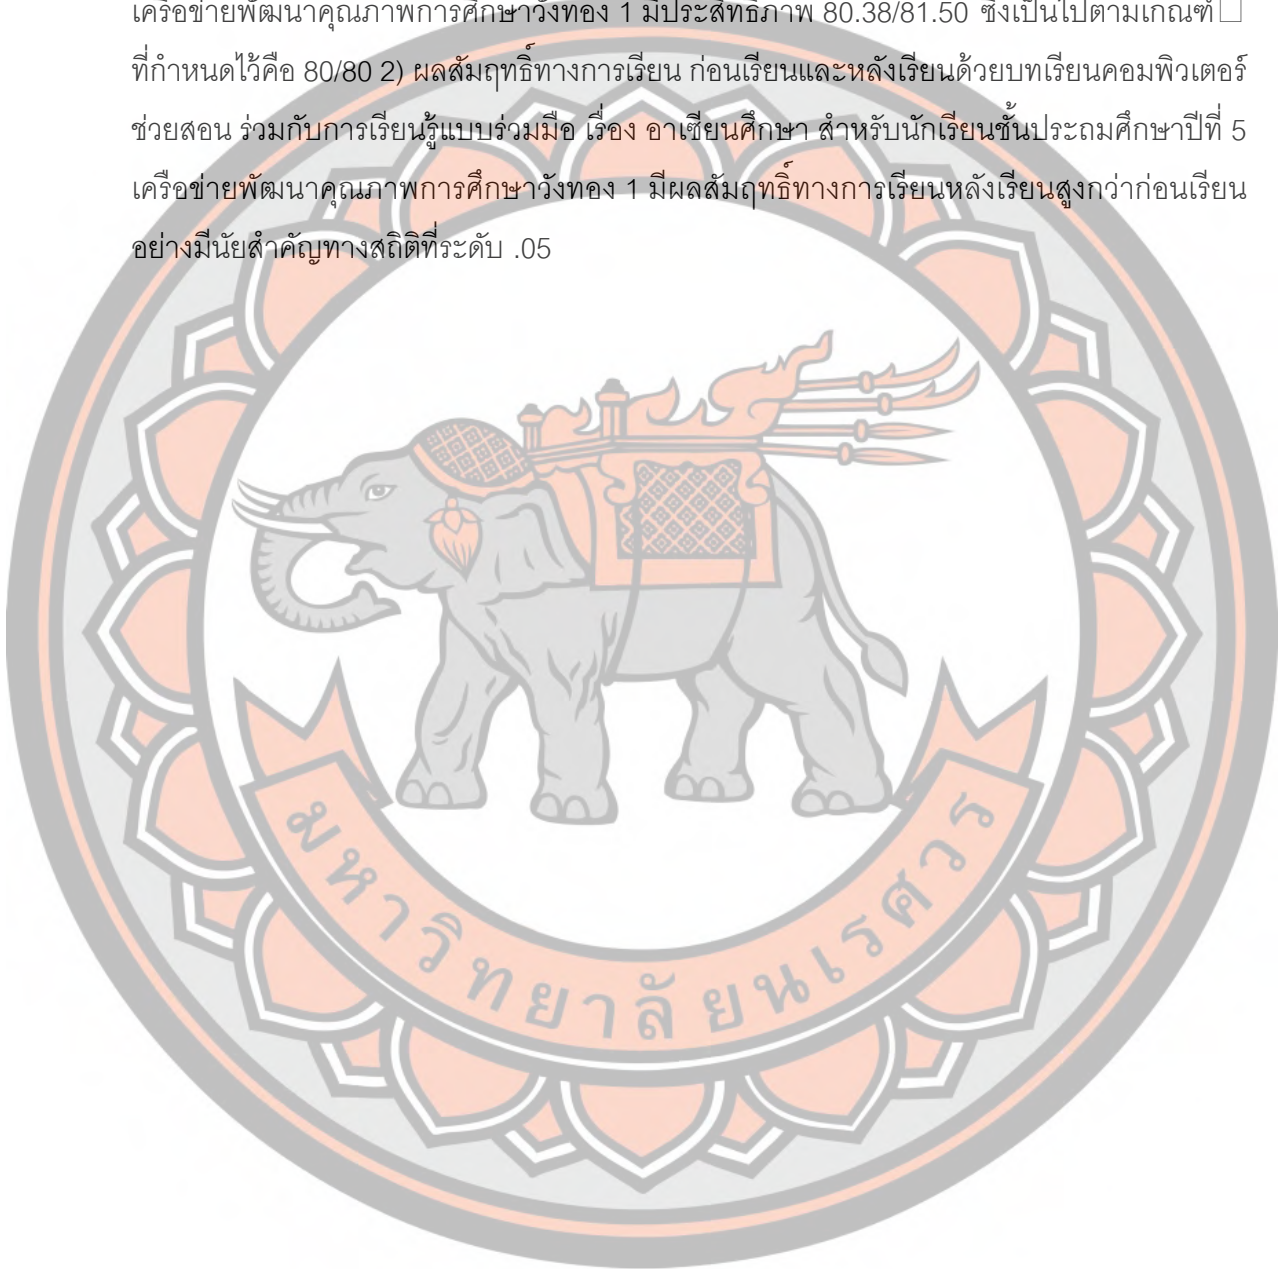 เครือข่ายพัฒนาคุณภาพการศึกษาวังทอง 1 มีประสิทธิภาพ 80.38/81.50 ซึ่งเป็นไปตามเกณฑ์
ที่กำหนดไว้คือ 80/80 2) ผลสัมฤทธิ์ทางการเรียน ก่อนเรียนและหลังเรียนด้วยบทเรียนคอมพิวเตอร์
ช่วยสอน ร่วมกับการเรียนรู้แบบร่วมมือ เรื่อง อาเซียนศึกษา สำหรับนักเรียนชั้นประถมศึกษาปีที่ 5
เครือข่ายพัฒนาคุณภาพการศึกษาวังทอง 1 มีผลสัมฤทธิ์ทางการเรียนหลังเรียนสูงกว่าก่อนเรียน
อย่างมีนัยสำคัญทางสถิติที่ระดับ .05
มหาวิทยาลัยนเรศวร